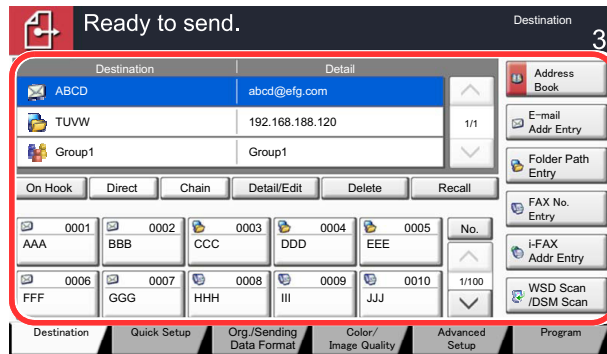 Ready to send.
Destination
3
Destination Detail
ABCD abcd@efg.com
TUVW 192.168.188.120
1/1
Group1 Group1
On Hook Direct Chain Detail/Edit Delete Recall
0001 0002 0003 0004 0005 No.
AAA BBB CCC DDD EEE
0006 0007 0008 0009 0010 1/100
FFF GGG HHH III JJJ
Address
Book
E-mail
Addr Entry
Folder Path
Entry
FAX No.
Entry
i-FAX
Addr Entry
WSD Scan
/DSM Scan
Destination Quick Setup Org./Sending
Data Format Color/
Image Quality Advanced
Setup Program